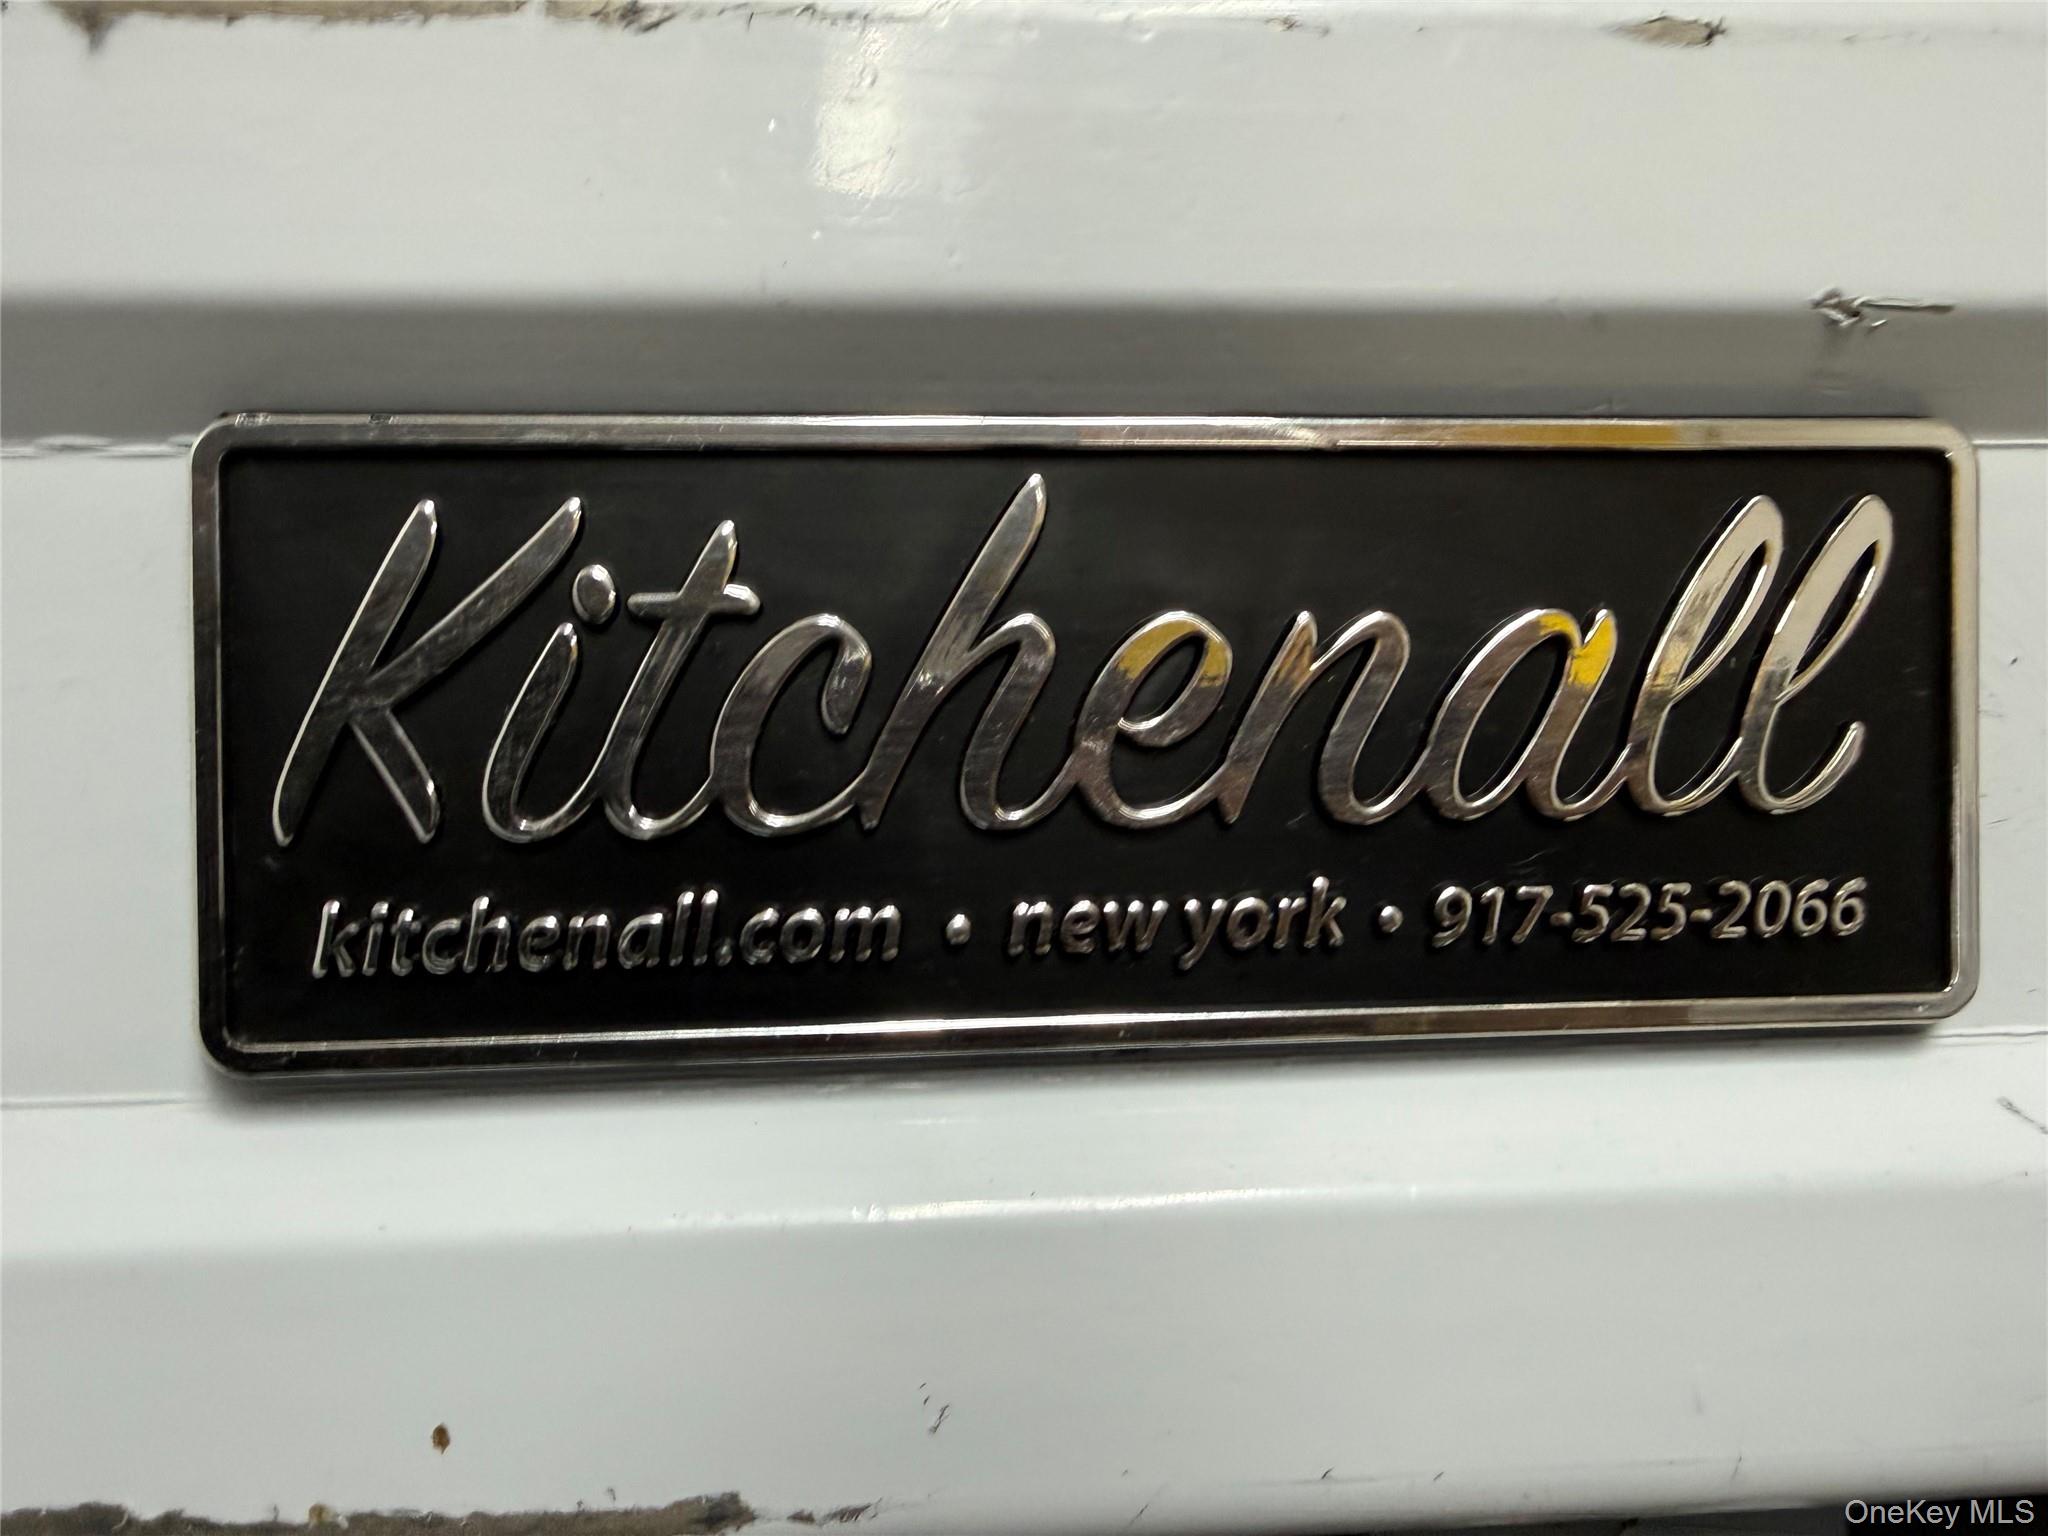 Kitchenall
kitchenall.com • new york • 917-525-2066
OneKey MLS